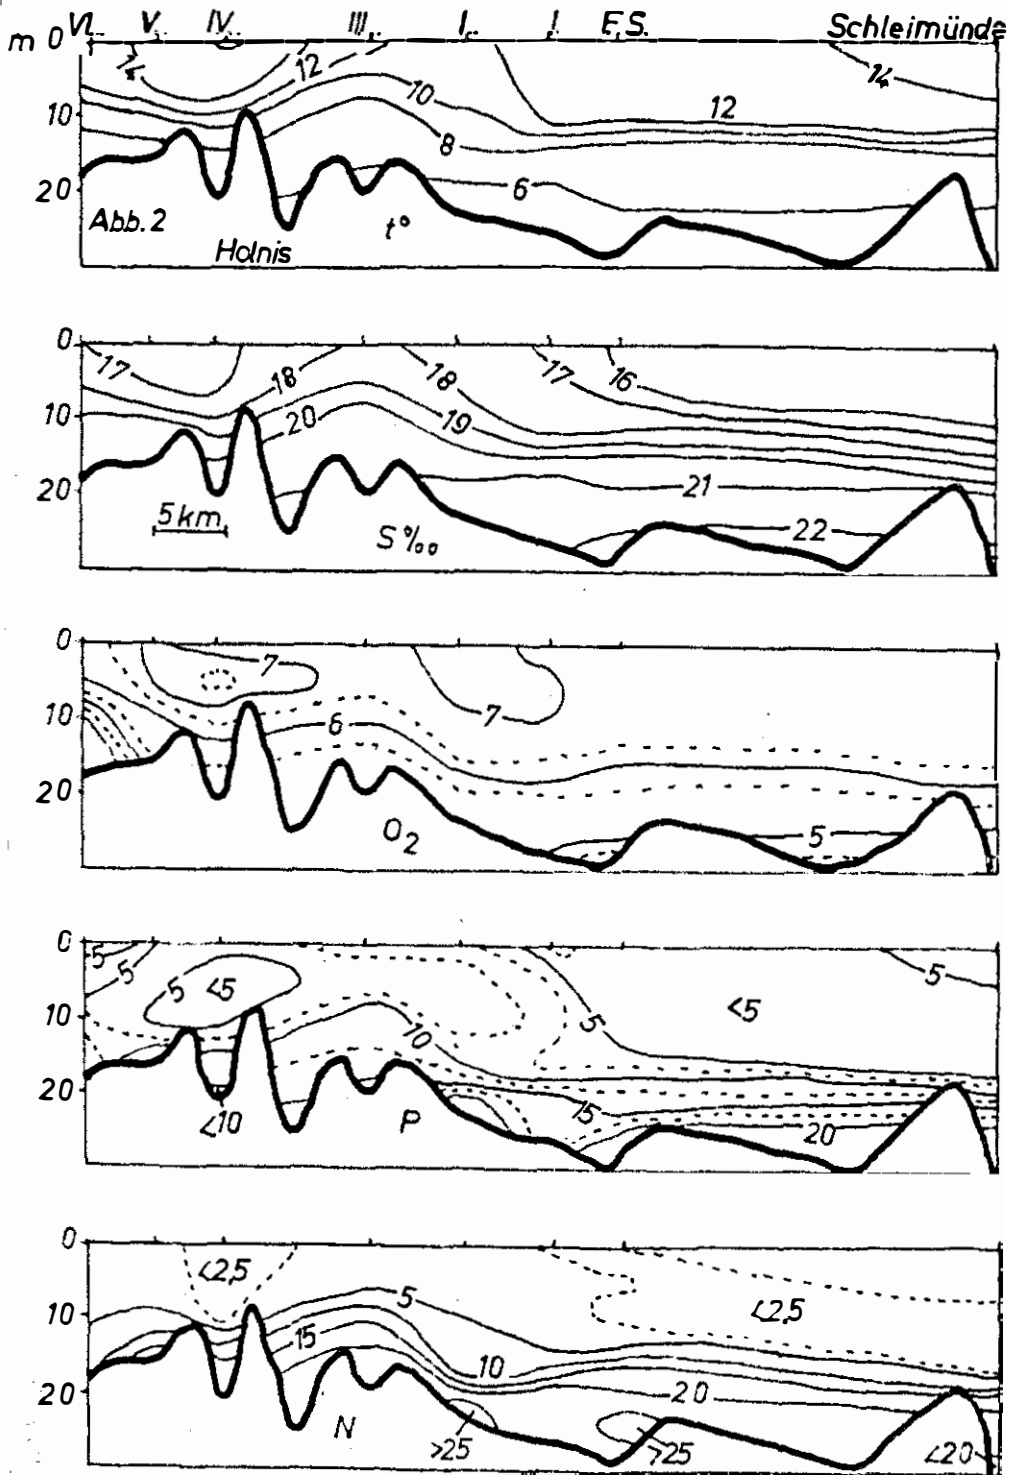 VI. V. IV. III. I. I. F.S. Schleimünde
m 0
14 12 14
10 10 12
8
20 6
Abb. 2 t°
Holnis
0
17 18 18 17 16
10 20 19
20 21
5 km 22
S ‰
0
7
10 6 7
20
O₂ 5
0
5 5 5 <5 5
10 10 5 <5
20 15
<10 P 20
0
<2,5
5 <2,5
10 15 10
20 20
N >25 >25 <20